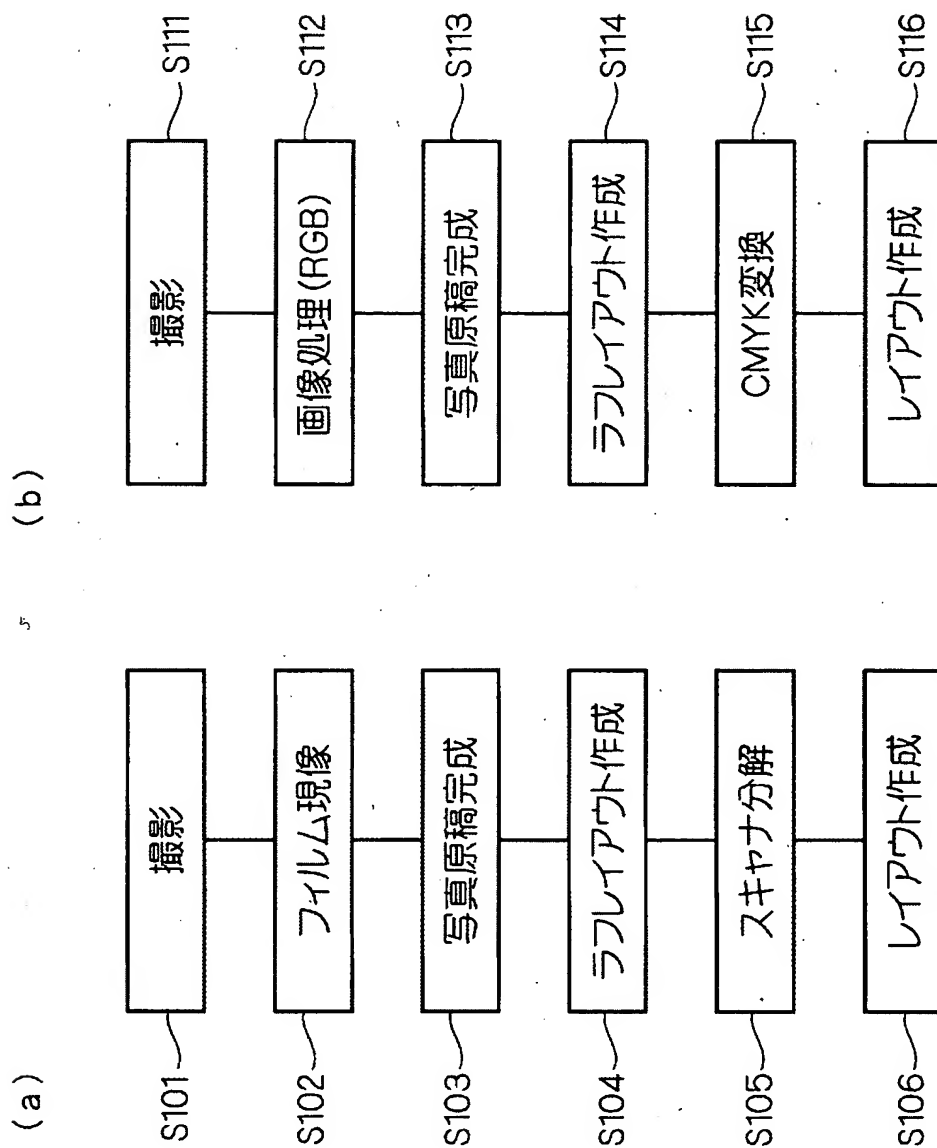 (a)
S101 撮影
S102 フィルム現像
S103 写真原稿完成
S104 ラフレイアウト作成
S105 スキャナ分解
S106 レイアウト作成
(b)
撮影 S111
画像処理(RGB) S112
写真原稿完成 S113
ラフレイアウト作成 S114
CMYK変換 S115
レイアウト作成 S116